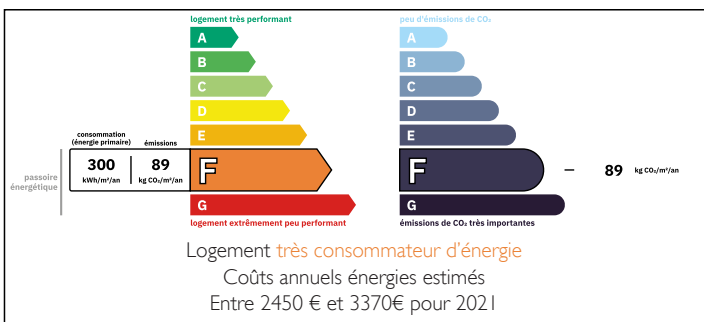 logement très performant
peu d'émissions de CO₂
A
B
C
D
E
F
G
consommation
(énergie primaire)
émissions
300
89
kWh/m²/an
kg CO₂/m²/an
passoire
énergétique
logement extrêmement peu performant
A
B
C
D
E
F
G
89 kg CO₂/m²/an
émissions de CO₂ très importantes
Logement très consommateur d'énergie
Coûts annuels énergies estimés
Entre 2450 € et 3370€ pour 2021